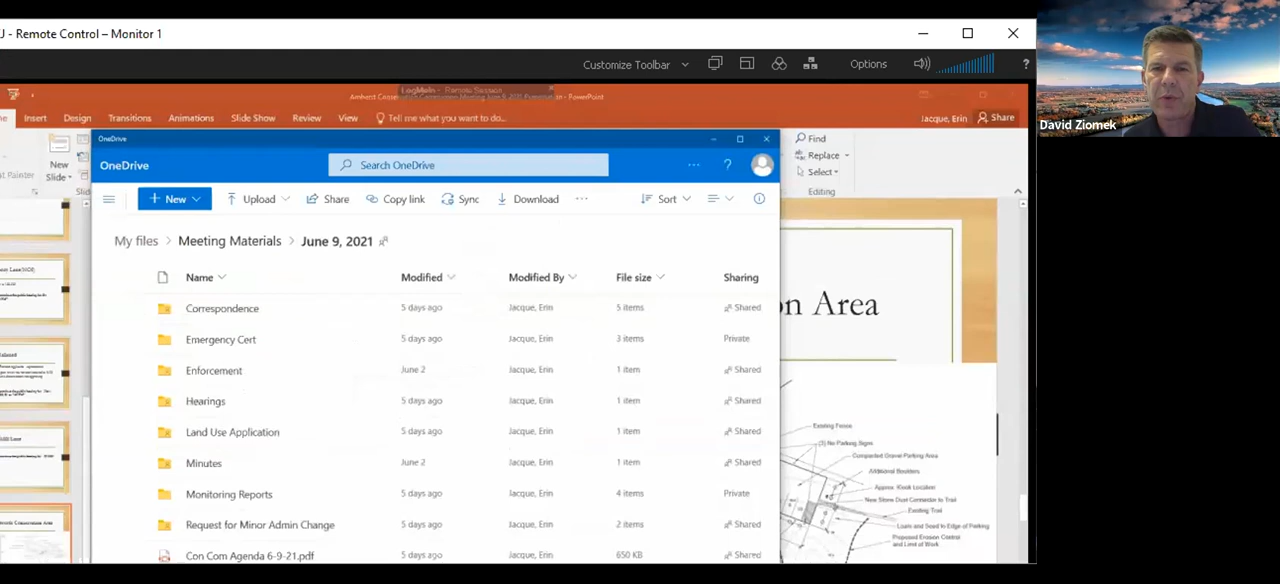 J - Remote Control – Monitor 1
Customize Toolbar
Options
?
LogMeIn - Remote Session
Insert Design Transitions Animations Slide Show Review View Tell me what you want to do...
Jacque, Erin Share
OneDrive
New
Slide
Find
Replace
Select
Editing
OneDrive
Search OneDrive
... ?
+ New Upload Share Copy link Sync Download ... Sort
My files > Meeting Materials > June 9, 2021
Name Modified Modified By File size Sharing
Correspondence 5 days ago Jacque, Erin 5 items Shared
Emergency Cert 5 days ago Jacque, Erin 3 items Private
Enforcement June 2 Jacque, Erin 1 item Shared
Hearings 5 days ago Jacque, Erin 1 item Shared
Land Use Application 5 days ago Jacque, Erin 1 item Shared
Minutes June 2 Jacque, Erin 1 item Shared
Monitoring Reports 5 days ago Jacque, Erin 4 items Private
Request for Minor Admin Change 5 days ago Jacque, Erin 2 items Shared
Con Com Agenda 6-9-21.pdf 5 days ago Jacque, Erin 650 KB Shared
on Area
Existing Fence
(3) No Parking Signs
Compacted Gravel Parking Area
Additional Boulders
Approx. Kiosk Location
New Stone Dust Connector to Trail
Existing Trail
Loam and Seed to Edge of Parking
Proposed Erosion Control
and Limit of Work
David Ziomek